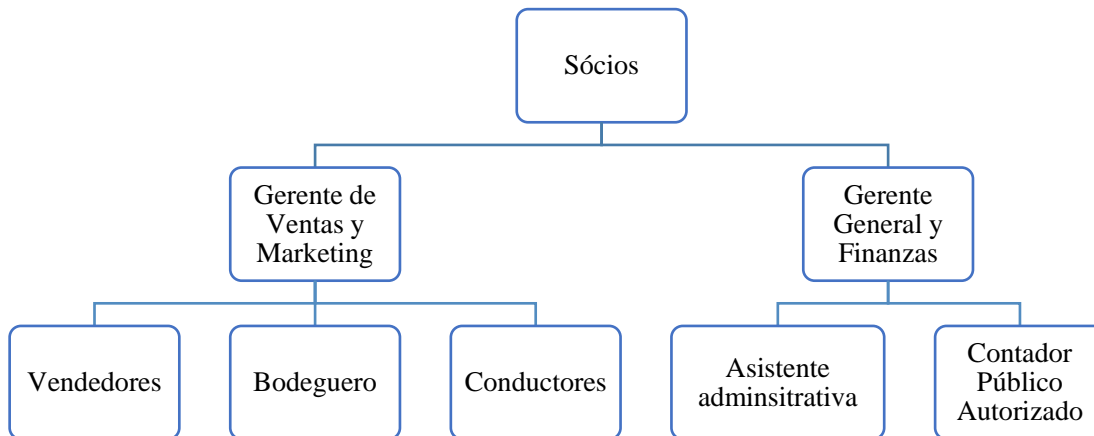 Sócios
Gerente de
Ventas y
Marketing
Gerente
General y
Finanzas
Vendedores
Bodeguero
Conductores
Asistente
adminsitrativa
Contador
Público
Autorizado